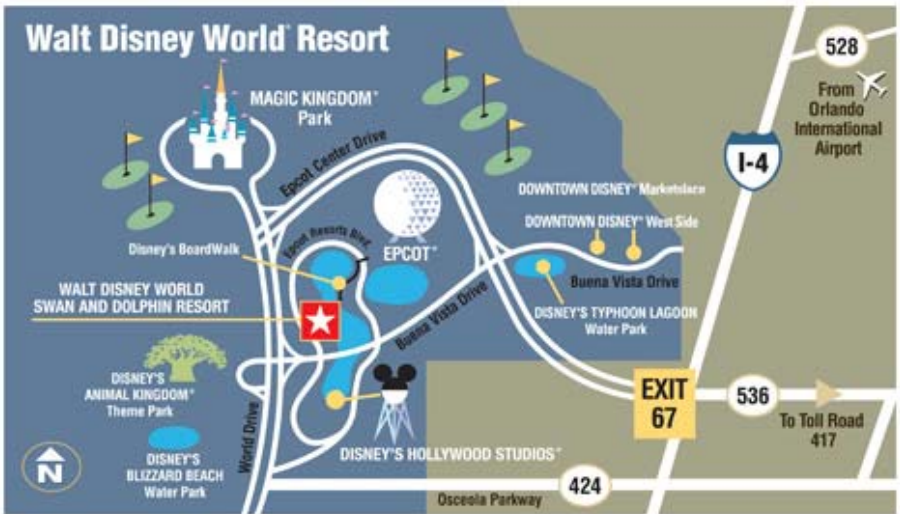 Walt Disney World® Resort
528
From
Orlando
International
Airport
MAGIC KINGDOM®
Park
I-4
Epcot Center Drive
DOWNTOWN DISNEY® Marketplace
DOWNTOWN DISNEY® West Side
Disney's BoardWalk
Epcot Resorts Blvd.
EPCOT®
Buena Vista Drive
WALT DISNEY WORLD
SWAN AND DOLPHIN RESORT
Buena Vista Drive
DISNEY'S TYPHOON LAGOON
Water Park
DISNEY'S
ANIMAL KINGDOM®
Theme Park
EXIT
67
536
To Toll Road
417
World Drive
DISNEY'S HOLLYWOOD STUDIOS®
N
DISNEY'S
BLIZZARD BEACH
Water Park
424
Osceola Parkway